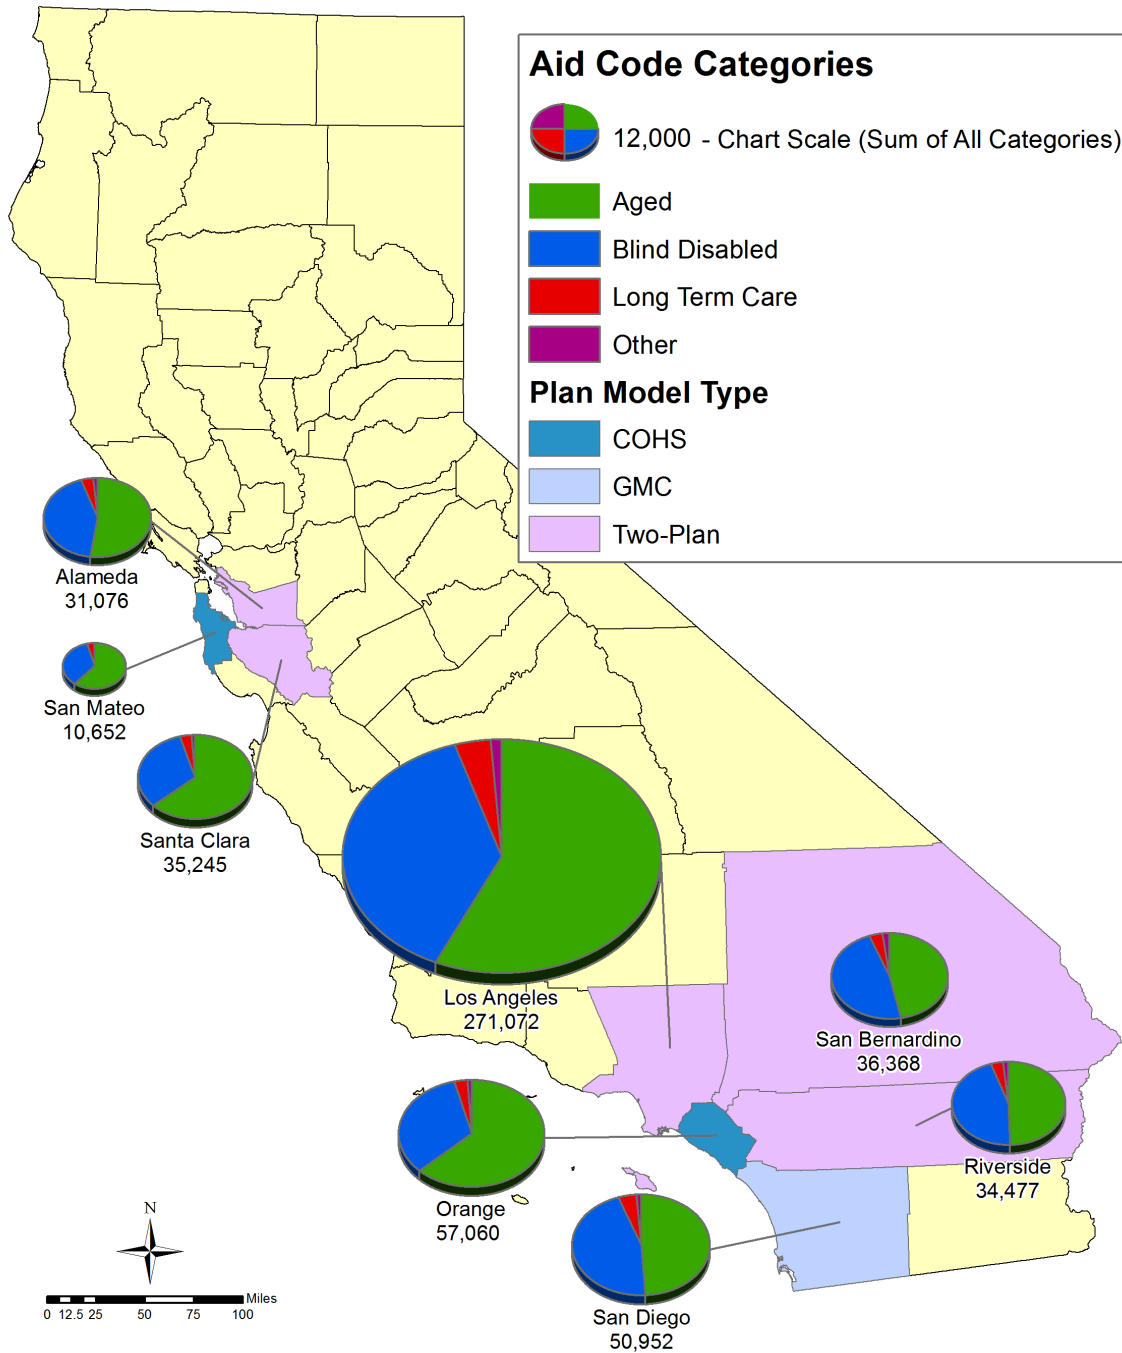 Aid Code Categories
12,000 - Chart Scale (Sum of All Categories)
Aged
Blind Disabled
Long Term Care
Other
Plan Model Type
COHS
GMC
Two-Plan
Alameda
31,076
San Mateo
10,652
Santa Clara
35,245
Los Angeles
271,072
San Bernardino
36,368
Riverside
34,477
Orange
57,060
San Diego
50,952
N
Miles
0 12.5 25 50 75 100